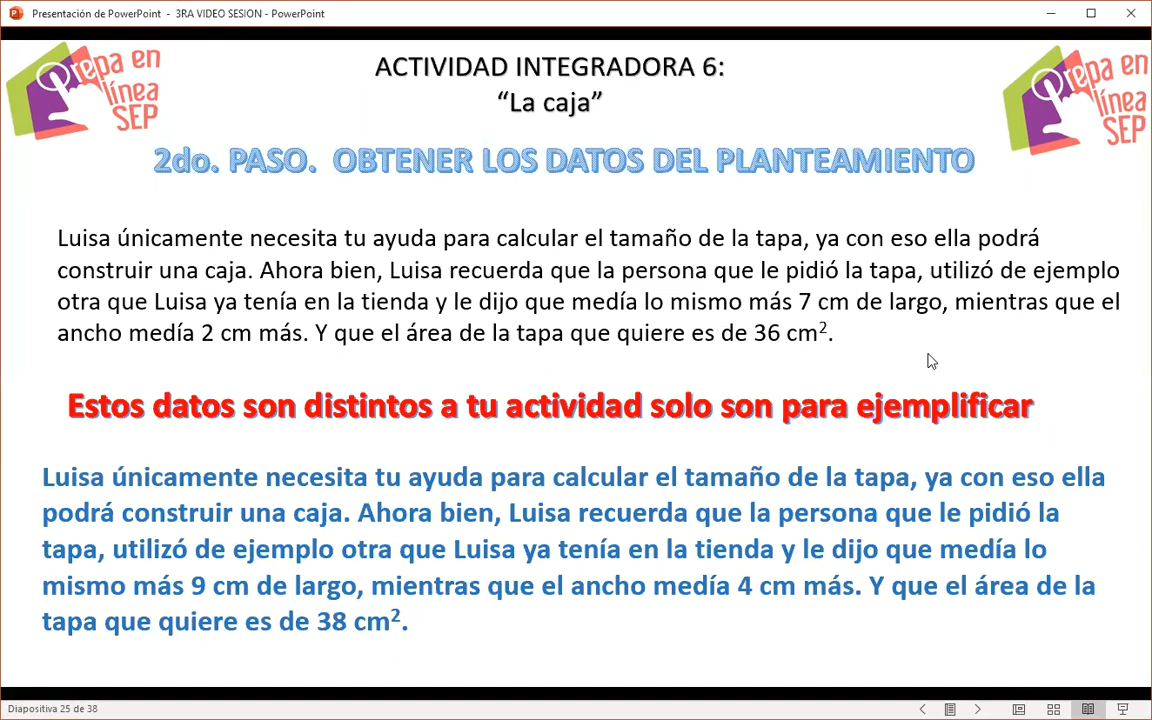 Presentación de PowerPoint - 3RA VIDEO SESION - PowerPoint
Prepa en
línea
SEP
ACTIVIDAD INTEGRADORA 6:
“La caja”
Prepa en
línea
SEP
2do. PASO. OBTENER LOS DATOS DEL PLANTEAMIENTO
Luisa únicamente necesita tu ayuda para calcular el tamaño de la tapa, ya con eso ella podrá
construir una caja. Ahora bien, Luisa recuerda que la persona que le pidió la tapa, utilizó de ejemplo
otra que Luisa ya tenía en la tienda y le dijo que medía lo mismo más 7 cm de largo, mientras que el
ancho medía 2 cm más. Y que el área de la tapa que quiere es de 36 cm².
Estos datos son distintos a tu actividad solo son para ejemplificar
Luisa únicamente necesita tu ayuda para calcular el tamaño de la tapa, ya con eso ella
podrá construir una caja. Ahora bien, Luisa recuerda que la persona que le pidió la
tapa, utilizó de ejemplo otra que Luisa ya tenía en la tienda y le dijo que medía lo
mismo más 9 cm de largo, mientras que el ancho medía 4 cm más. Y que el área de la
tapa que quiere es de 38 cm².
Diapositiva 25 de 38